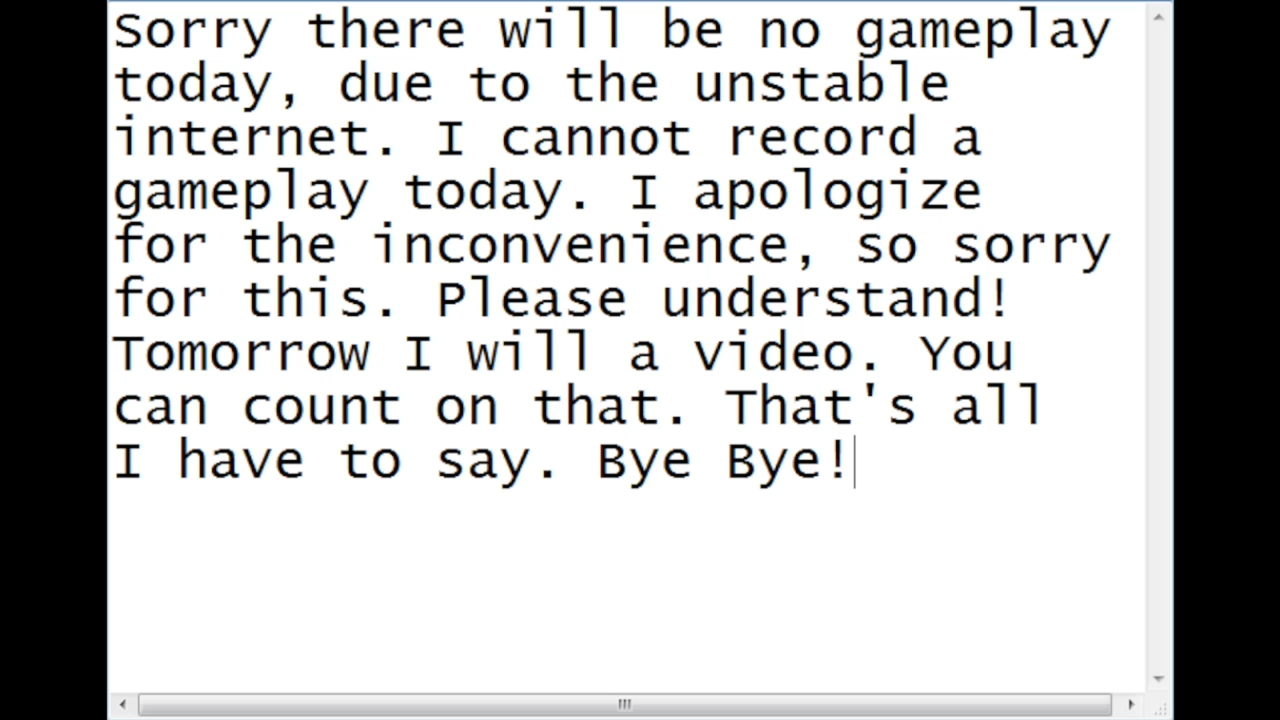 Sorry there will be no gameplay
today, due to the unstable
internet. I cannot record a
gameplay today. I apologize
for the inconvenience, so sorry
for this. Please understand!
Tomorrow I will a video. You
can count on that. That's all
I have to say. Bye Bye!